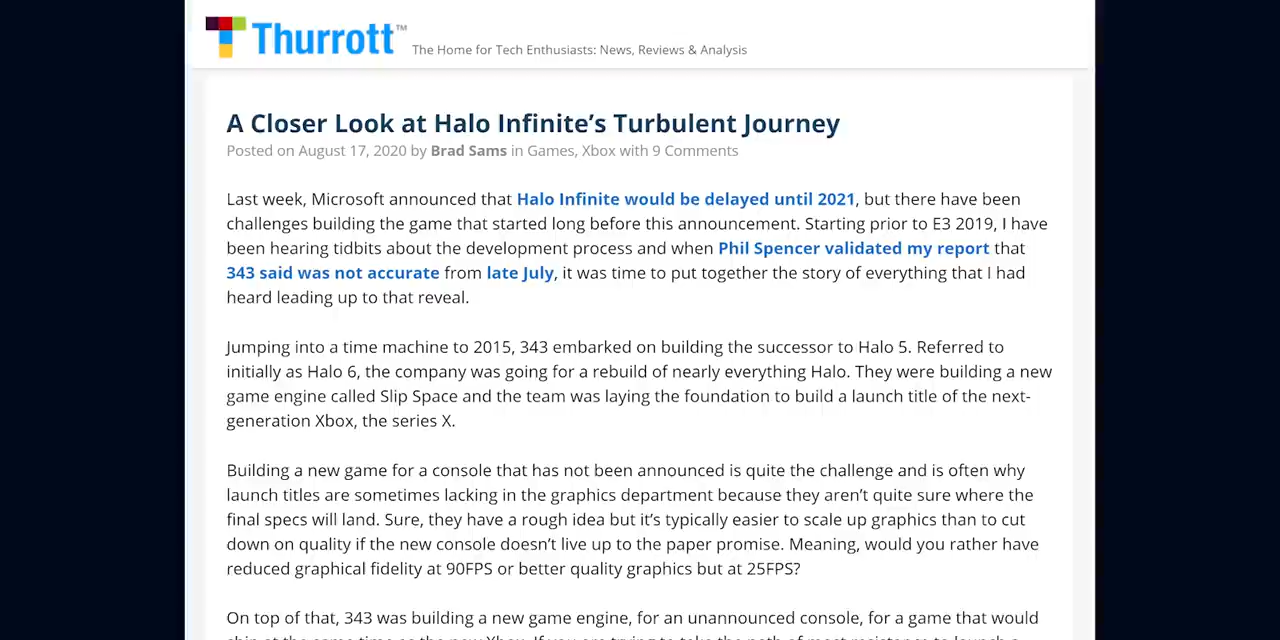 Thurrott™
The Home for Tech Enthusiasts: News, Reviews & Analysis
A Closer Look at Halo Infinite’s Turbulent Journey
Posted on August 17, 2020 by Brad Sams in Games, Xbox with 9 Comments
Last week, Microsoft announced that Halo Infinite would be delayed until 2021, but there have been
challenges building the game that started long before this announcement. Starting prior to E3 2019, I have
been hearing tidbits about the development process and when Phil Spencer validated my report that
343 said was not accurate from late July, it was time to put together the story of everything that I had
heard leading up to that reveal.
Jumping into a time machine to 2015, 343 embarked on building the successor to Halo 5. Referred to
initially as Halo 6, the company was going for a rebuild of nearly everything Halo. They were building a new
game engine called Slip Space and the team was laying the foundation to build a launch title of the next-
generation Xbox, the series X.
Building a new game for a console that has not been announced is quite the challenge and is often why
launch titles are sometimes lacking in the graphics department because they aren’t quite sure where the
final specs will land. Sure, they have a rough idea but it’s typically easier to scale up graphics than to cut
down on quality if the new console doesn’t live up to the paper promise. Meaning, would you rather have
reduced graphical fidelity at 90FPS or better quality graphics but at 25FPS?
On top of that, 343 was building a new game engine, for an unannounced console, for a game that would